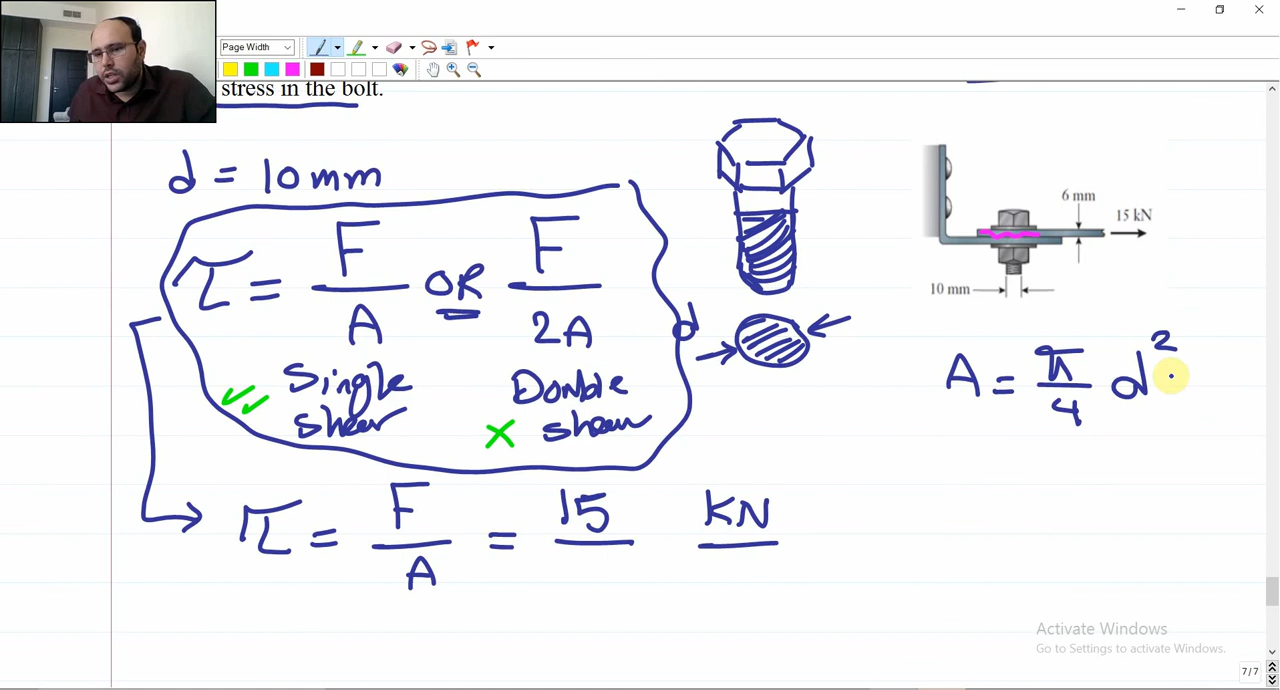 Page Width
stress in the bolt.
d = 10 mm
τ = F/A OR F/2A
Single shear
Double shear
d
6 mm
15 kN
10 mm
A = π/4 d²
τ = F/A = 15 kN
Activate Windows
Go to Settings to activate Windows.
7/7